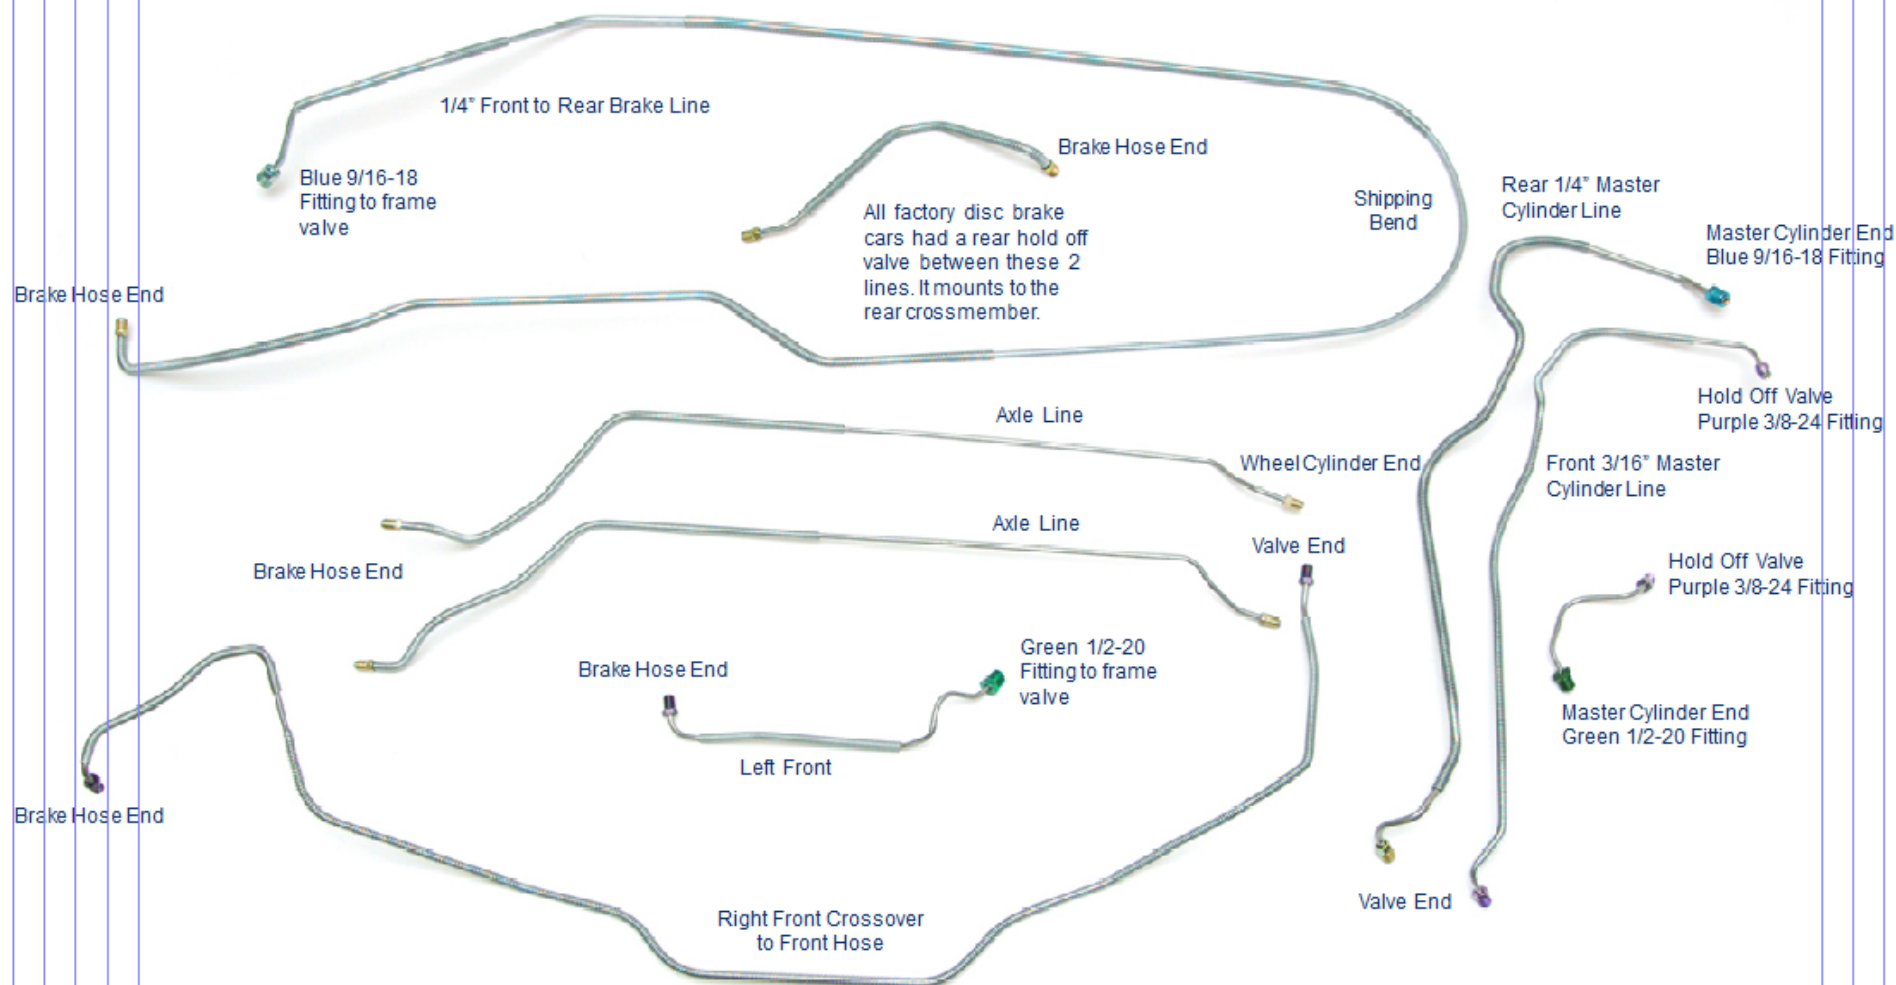 1/4” Front to Rear Brake Line
Blue 9/16-18
Fitting to frame
valve
Brake Hose End
All factory disc brake
cars had a rear hold off
valve between these 2
lines. It mounts to the
rear crossmember.
Shipping
Bend
Rear 1/4” Master
Cylinder Line
Master Cylinder End
Blue 9/16-18 Fitting
Brake Hose End
Hold Off Valve
Purple 3/8-24 Fitting
Axle Line
Wheel Cylinder End
Front 3/16” Master
Cylinder Line
Axle Line
Valve End
Brake Hose End
Hold Off Valve
Purple 3/8-24 Fitting
Brake Hose End
Green 1/2-20
Fitting to frame
valve
Left Front
Master Cylinder End
Green 1/2-20 Fitting
Brake Hose End
Valve End
Right Front Crossover
to Front Hose